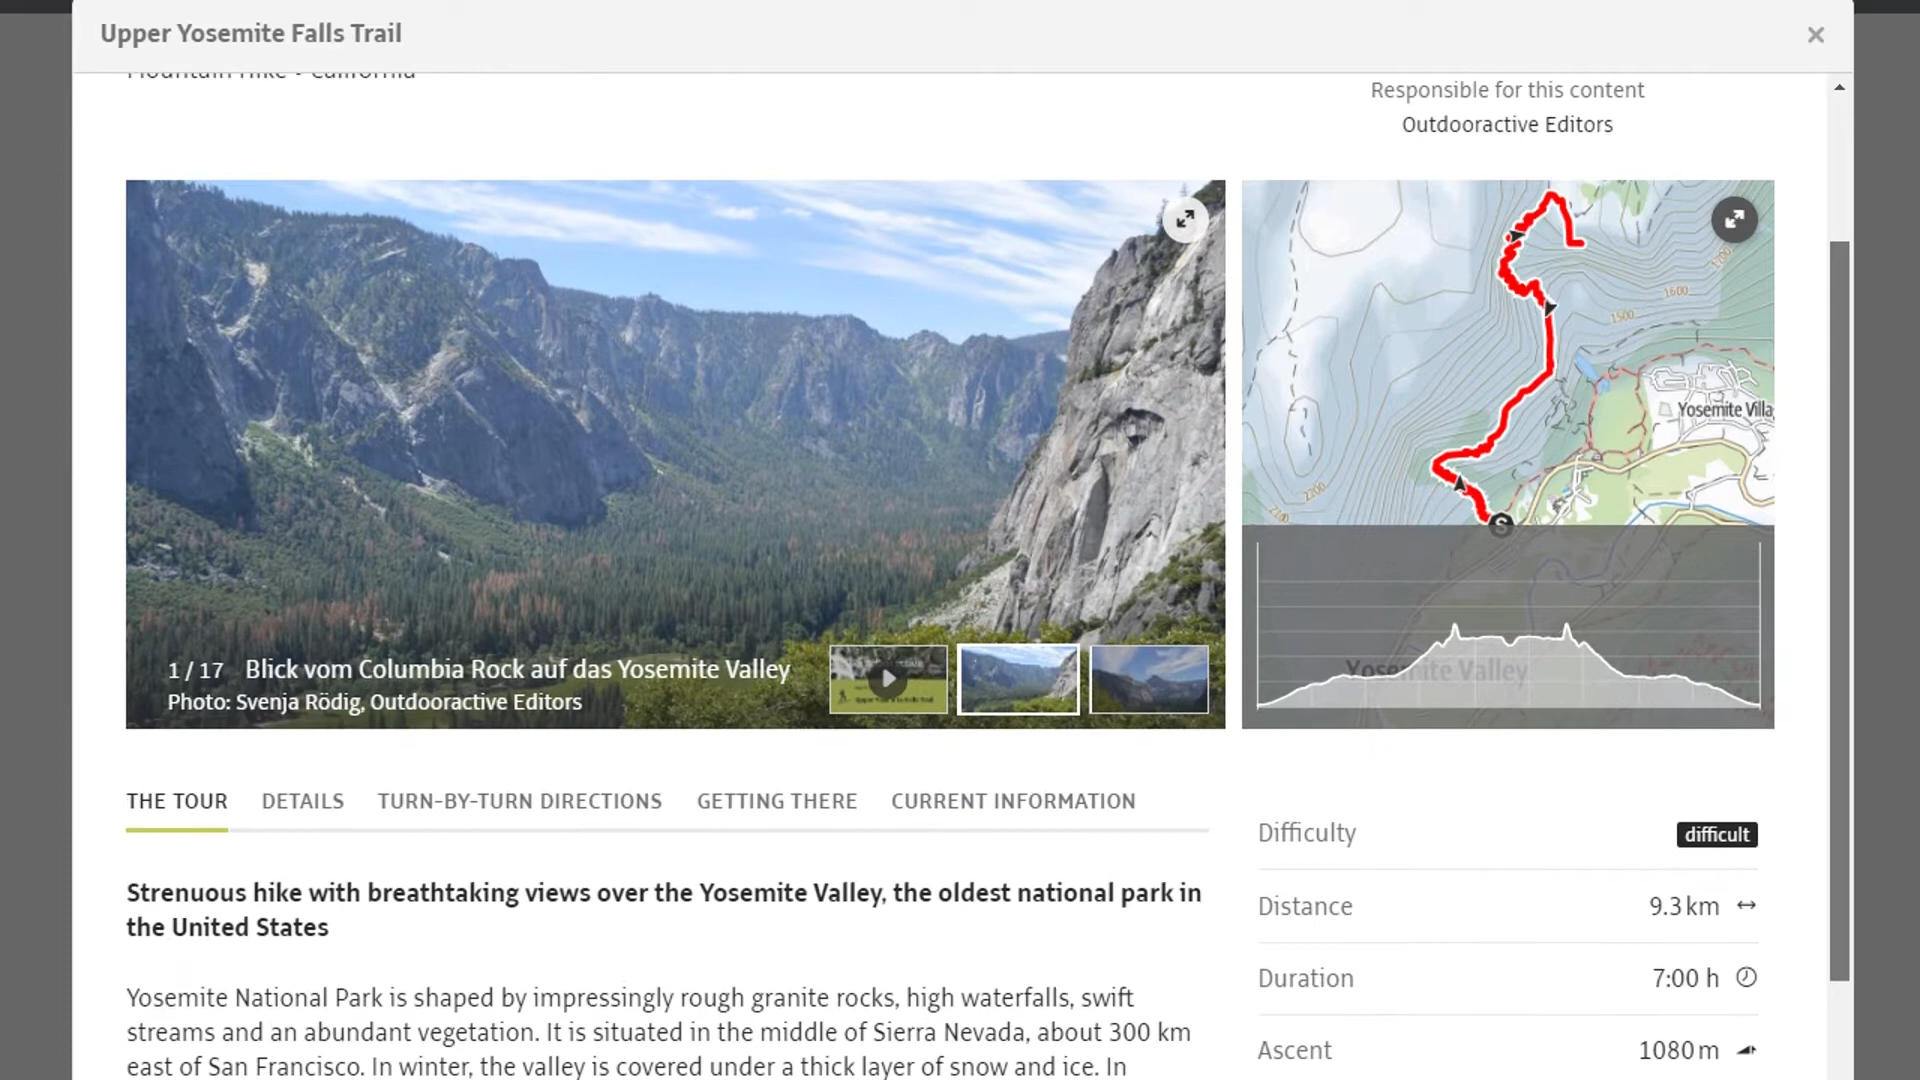 Upper Yosemite Falls Trail
Mountain Hike - California
Responsible for this content
Outdooractive Editors
1700
1600
1500
Yosemite Villa
2200
S
1 / 17 Blick vom Columbia Rock auf das Yosemite Valley
Photo: Svenja Rödig, Outdooractive Editors
Yosemite Valley
THE TOUR
DETAILS
TURN-BY-TURN DIRECTIONS
GETTING THERE
CURRENT INFORMATION
Strenuous hike with breathtaking views over the Yosemite Valley, the oldest national park in
the United States
Yosemite National Park is shaped by impressingly rough granite rocks, high waterfalls, swift
streams and an abundant vegetation. It is situated in the middle of Sierra Nevada, about 300 km
east of San Francisco. In winter, the valley is covered under a thick layer of snow and ice. In
Difficulty difficult
Distance 9.3 km
Duration 7:00 h
Ascent 1080 m